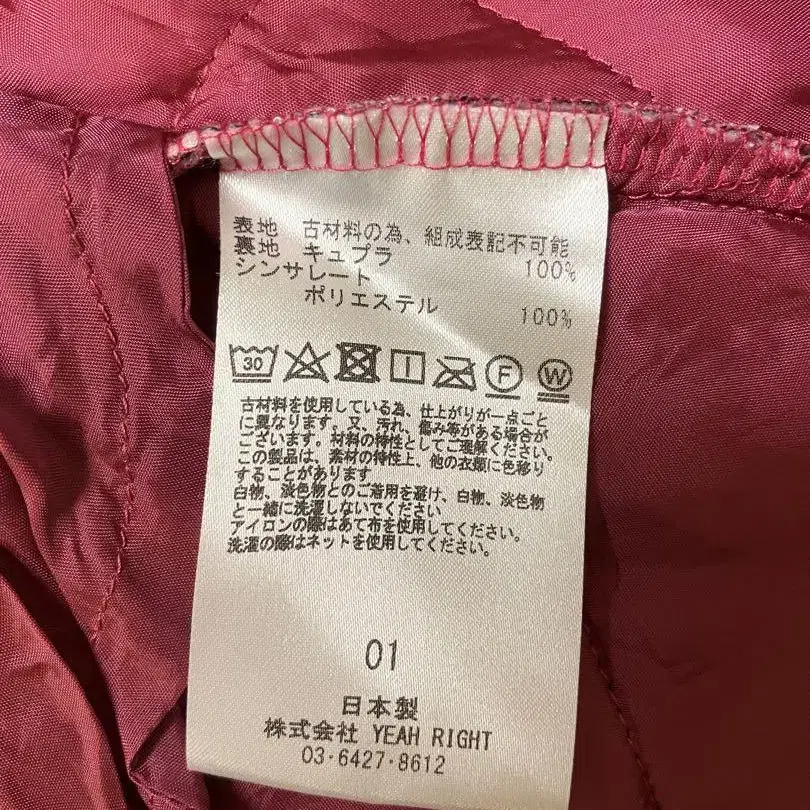 表地 古材料の為、組成表記不可能
裏地 キュプラ 100%
シンサレート
ポリエステル 100%
30 F W
古材料を使用している為、仕上がりが一点ごと
に異なります。又、汚れ、傷み等がある場合が
ございます。材料の特性としてご理解ください。
この製品は、素材の特性上、他の衣類に色移り
することがあります
白物、淡色物とのご着用を避け、白物、淡色物
と一緒に洗濯しないでください
アイロンの際はあて布を使用してください。
洗濯の際はネットを使用してください。
01
日本製
株式会社 YEAH RIGHT
03-6427-8612